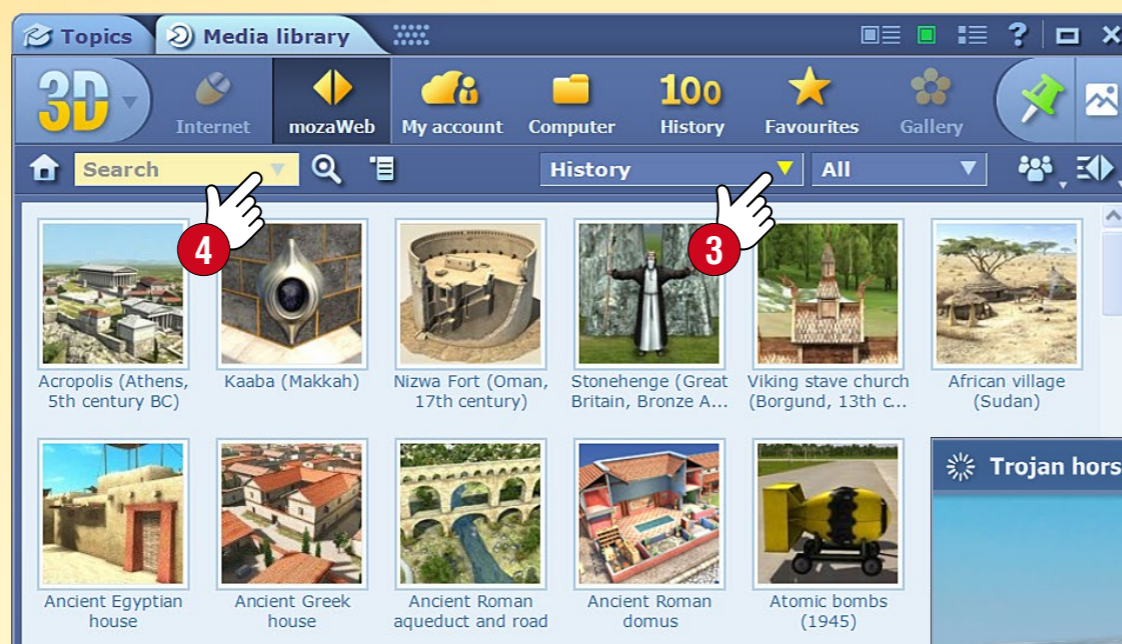 Topics Media library ?
3D Internet mozaWeb My account Computer 100 History Favourites Gallery
Search History All
4 3
Acropolis (Athens, 5th century BC)
Kaaba (Makkah)
Nizwa Fort (Oman, 17th century)
Stonehenge (Great Britain, Bronze A...
Viking stave church (Borgund, 13th c...
African village (Sudan)
Trojan hors
Ancient Egyptian house
Ancient Greek house
Ancient Roman aqueduct and road
Ancient Roman domus
Atomic bombs (1945)